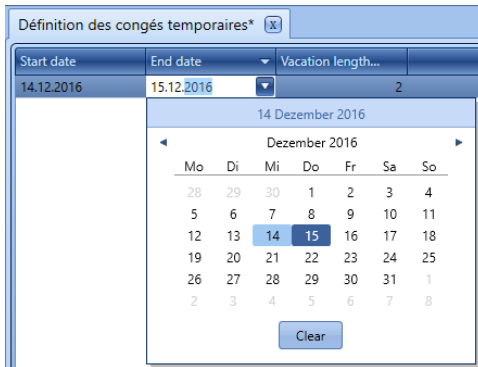 Définition des congés temporaires* x
Start date End date Vacation length...
14.12.2016 15.12.2016 2
14 Dezember 2016
Dezember 2016
Mo Di Mi Do Fr Sa So
28 29 30 1 2 3 4
5 6 7 8 9 10 11
12 13 14 15 16 17 18
19 20 21 22 23 24 25
26 27 28 29 30 31 1
2 3 4 5 6 7 8
Clear